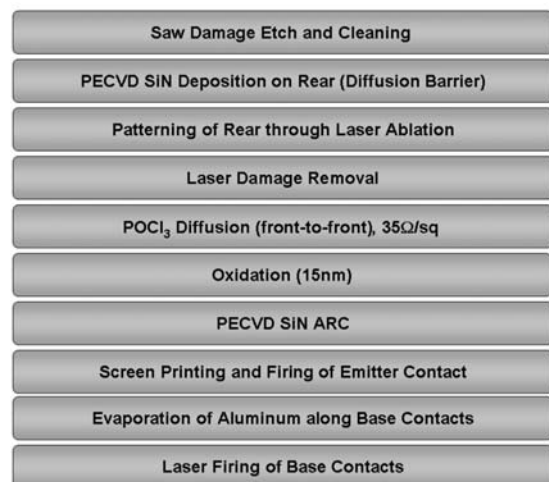 Saw Damage Etch and Cleaning
PECVD SiN Deposition on Rear (Diffusion Barrier)
Patterning of Rear through Laser Ablation
Laser Damage Removal
POCl₃ Diffusion (front-to-front), 35Ω/sq
Oxidation (15nm)
PECVD SiN ARC
Screen Printing and Firing of Emitter Contact
Evaporation of Aluminum along Base Contacts
Laser Firing of Base Contacts